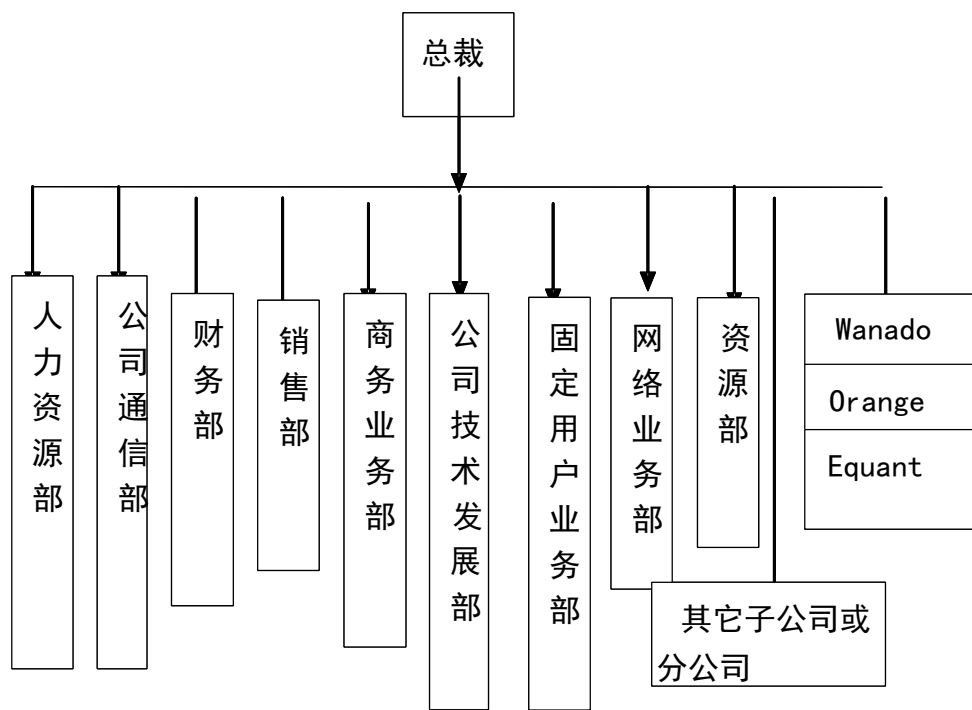 总裁
人力资源部
公司通信部
财务部
销售部
商务业务部
公司技术发展部
固定用户业务部
网络业务部
资源部
Wanado
Orange
Equant
其它子公司或
分公司